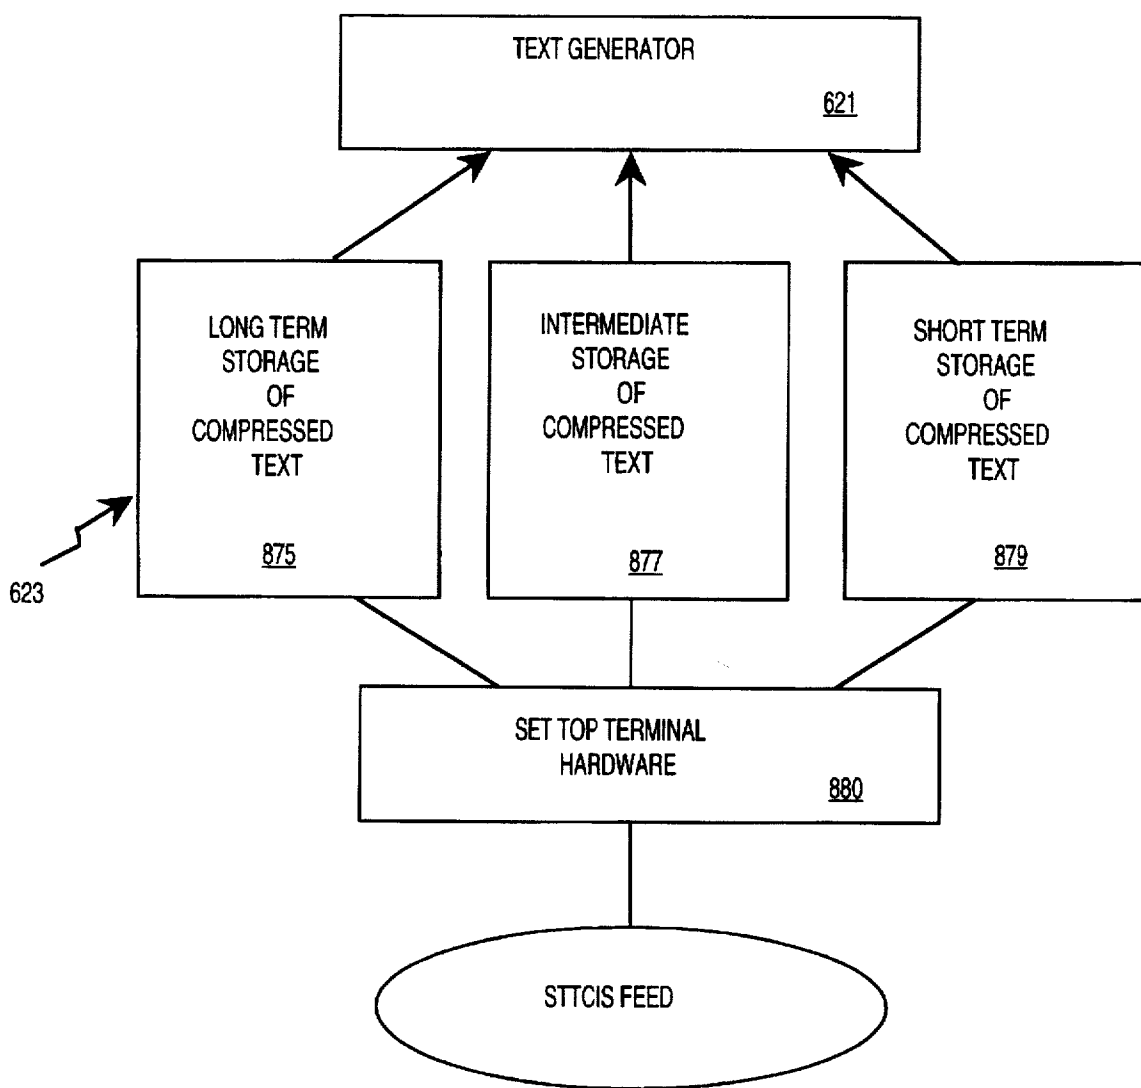 TEXT GENERATOR
621
LONG TERM
STORAGE
OF
COMPRESSED
TEXT
875
INTERMEDIATE
STORAGE
OF
COMPRESSED
TEXT
877
SHORT TERM
STORAGE
OF
COMPRESSED
TEXT
879
623
SET TOP TERMINAL
HARDWARE
880
STTCIS FEED